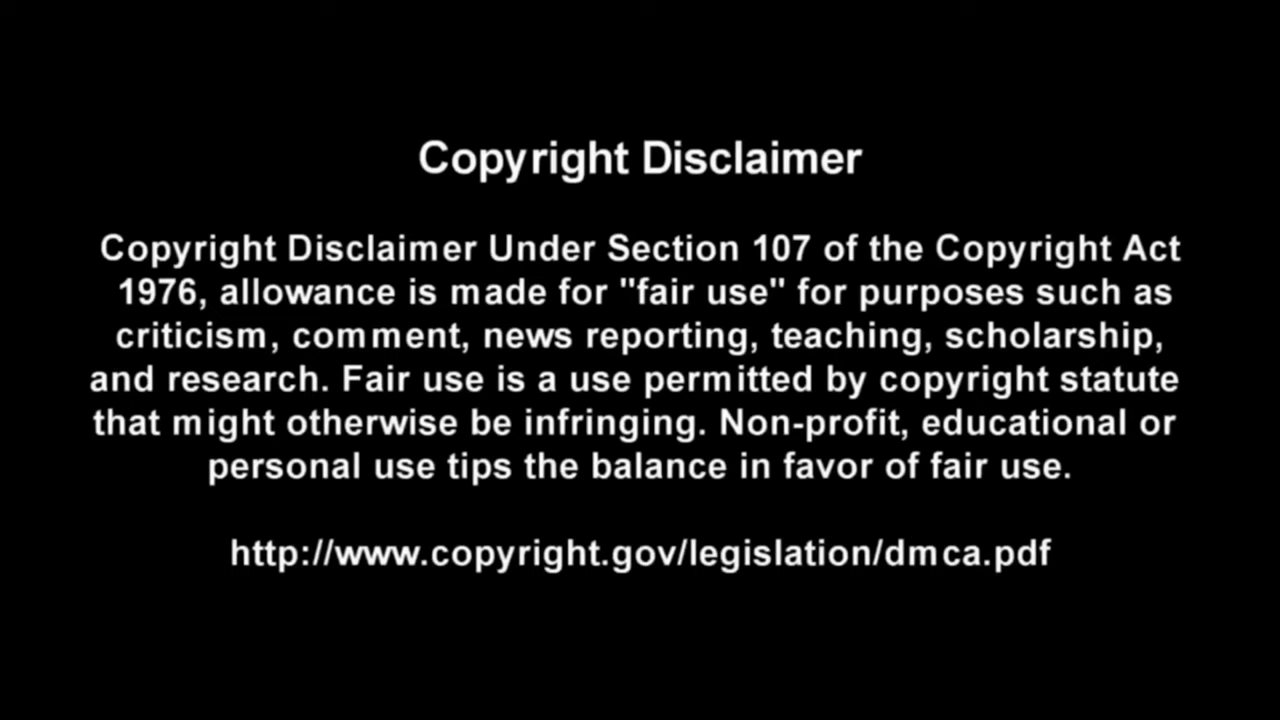 Copyright Disclaimer
Copyright Disclaimer Under Section 107 of the Copyright Act
1976, allowance is made for "fair use" for purposes such as
criticism, comment, news reporting, teaching, scholarship,
and research. Fair use is a use permitted by copyright statute
that might otherwise be infringing. Non-profit, educational or
personal use tips the balance in favor of fair use.
http://www.copyright.gov/legislation/dmca.pdf